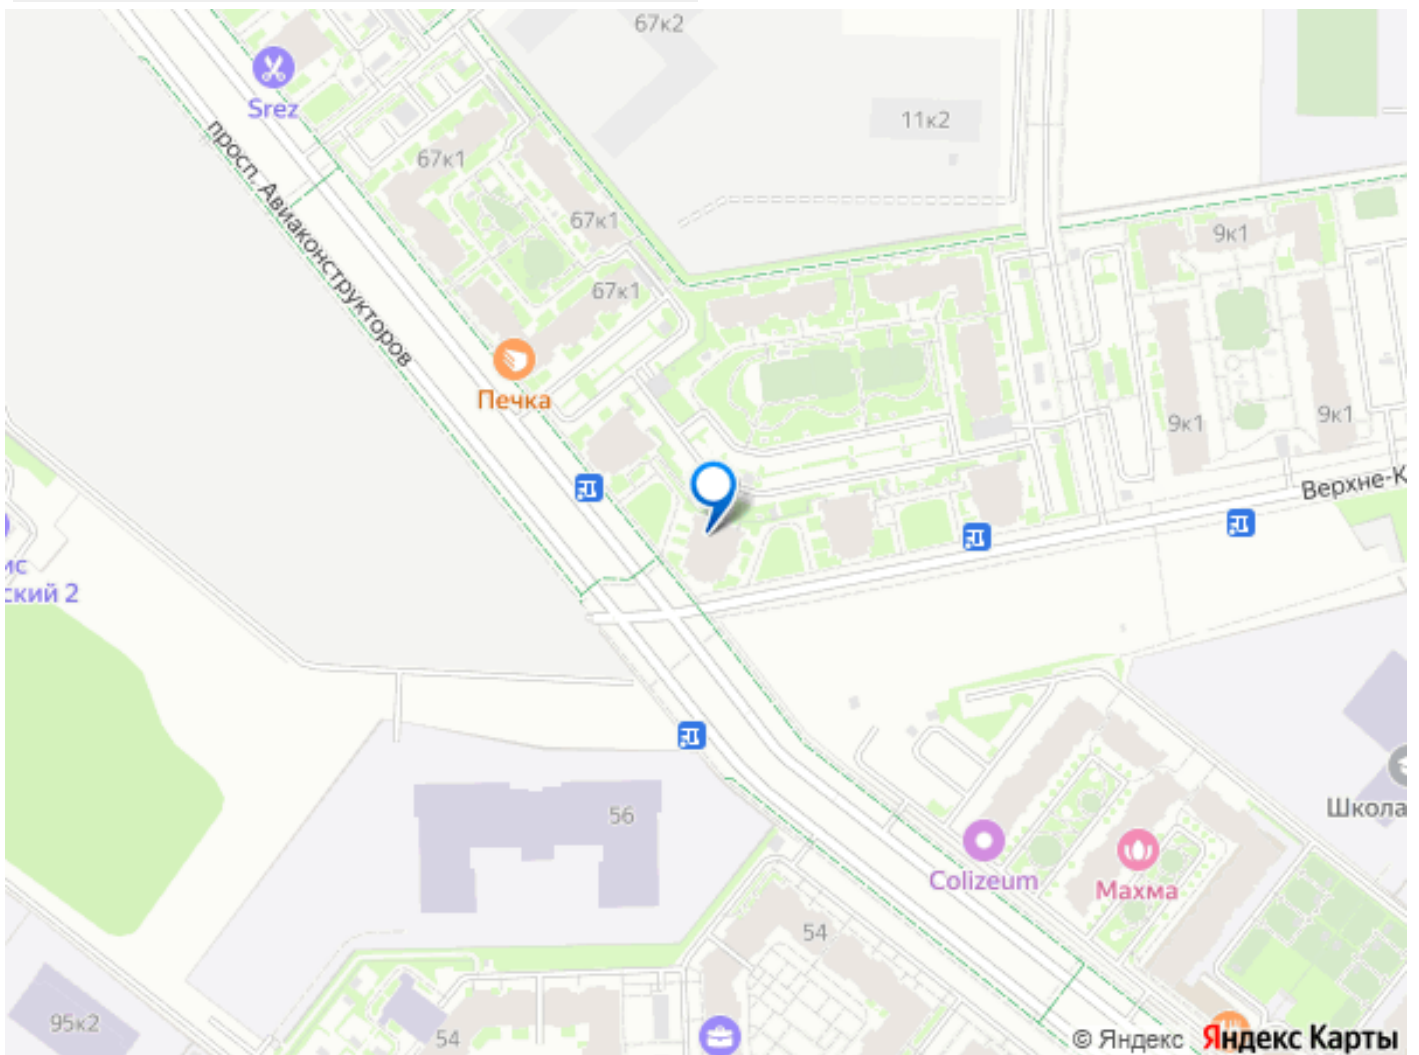 67к2
Srez
11к2
67к1
просп. Авиаконструкторов
67к1
9к1
67к1
Печка
9к1
9к1
Верхне-К
ис
ский 2
56
Школа
Colizeum
Махма
54
95к2
54
© Яндекс Яндекс Карты